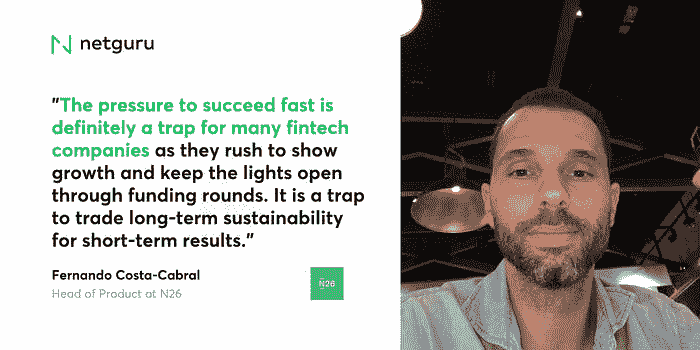 netguru
"The pressure to succeed fast is
definitely a trap for many fintech
companies as they rush to show
growth and keep the lights open
through funding rounds. It is a trap
to trade long-term sustainability
for short-term results."
Fernando Costa-Cabral
Head of Product at N26
N26